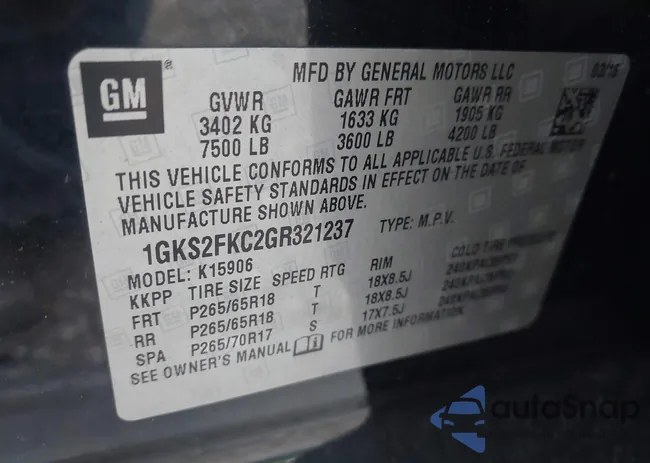 GM
MFD BY GENERAL MOTORS LLC
GVWR GAWR FRT GAWR RR
3402 KG 1633 KG 1905 KG
7500 LB 3600 LB 4200 LB
THIS VEHICLE CONFORMS TO ALL APPLICABLE U.S. FEDERAL MOTOR
VEHICLE SAFETY STANDARDS IN EFFECT ON THE DATE OF
MANUFACTURE SHOWN ABOVE.
1GKS2FKC2GR321237 TYPE: M.P.V.
MODEL: K15906
KKPP TIRE SIZE SPEED RTG RIM COLD TIRE PRESSURE
FRT P265/65R18 T 18X8.5J
RR P265/65R18 T 18X8.5J
SPA P265/70R17 S 17X7.5J
SEE OWNER'S MANUAL FOR MORE INFORMATION.
autoSnap